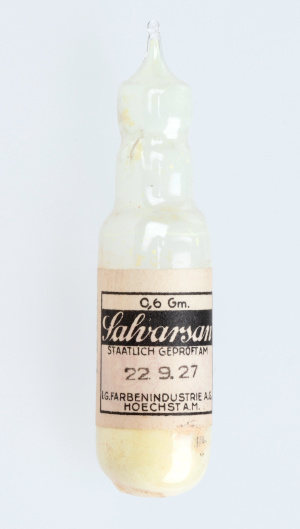 0,6 Gm.
Salvarsan
STAATLICH GEPRÜFT AM
22 9. 27
I.G. FARBENINDUSTRIE A.G.
HOECHST A.M.